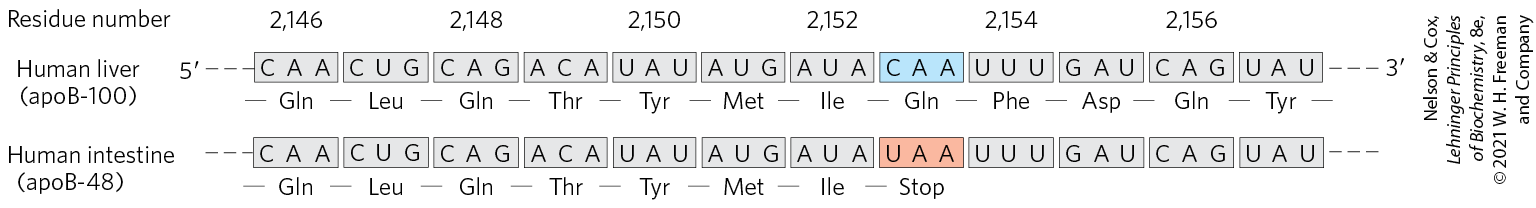 Residue number 2,146 2,148 2,150 2,152 2,154 2,156
Human liver (apoB-100) 5′ C A A C U G C A G A C A U A U A U G A U A C A A U U U G A U C A G U A U 3′
Gln — Leu — Gln — Thr — Tyr — Met — Ile — Gln — Phe — Asp — Gln — Tyr
Human intestine (apoB-48) C A A C U G C A G A C A U A U A U G A U A U A A U U U G A U C A G U A U
Gln — Leu — Gln — Thr — Tyr — Met — Ile — Stop
Nelson & Cox,
Lehninger Principles
of Biochemistry, 8e,
© 2021 W. H. Freeman
and Company